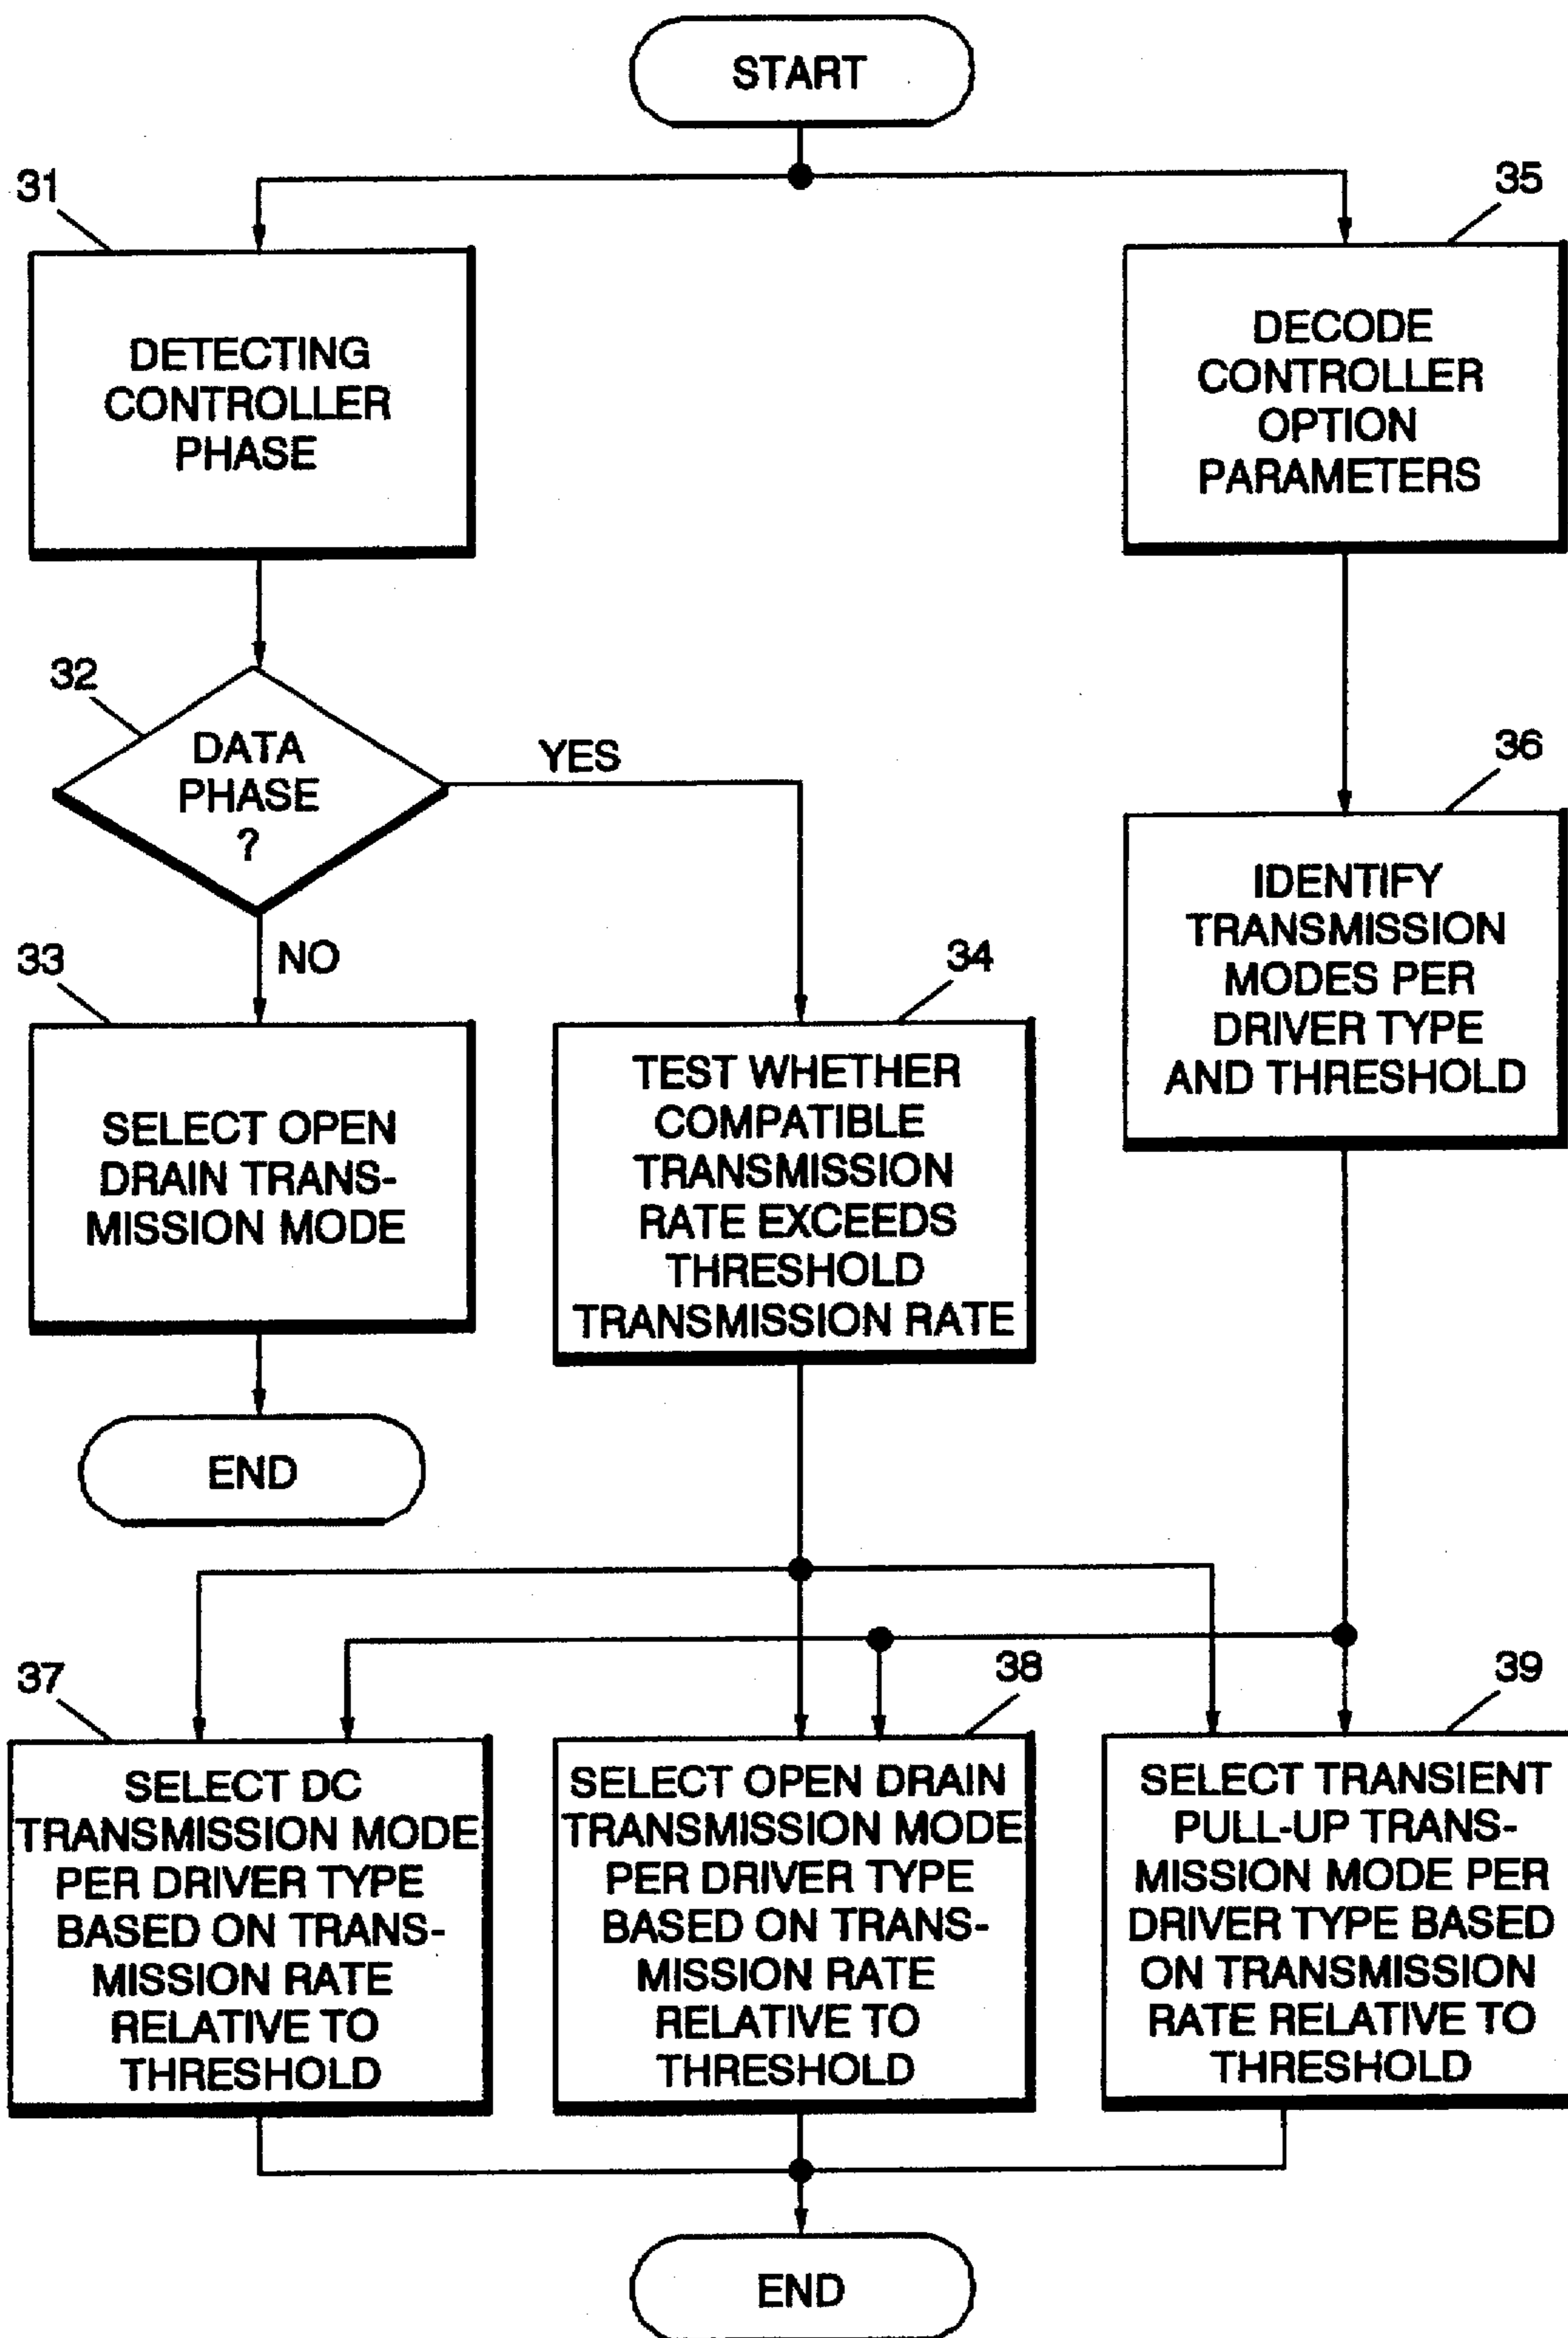 START
31
35
DETECTING
CONTROLLER
PHASE
DECODE
CONTROLLER
OPTION
PARAMETERS
32
DATA
PHASE
?
YES
NO
36
IDENTIFY
TRANSMISSION
MODES PER
DRIVER TYPE
AND THRESHOLD
33
SELECT OPEN
DRAIN TRANS-
MISSION MODE
34
TEST WHETHER
COMPATIBLE
TRANSMISSION
RATE EXCEEDS
THRESHOLD
TRANSMISSION RATE
END
37
SELECT DC
TRANSMISSION MODE
PER DRIVER TYPE
BASED ON TRANS-
MISSION RATE
RELATIVE TO
THRESHOLD
38
SELECT OPEN DRAIN
TRANSMISSION MODE
PER DRIVER TYPE
BASED ON TRANS-
MISSION RATE
RELATIVE TO
THRESHOLD
39
SELECT TRANSIENT
PULL-UP TRANS-
MISSION MODE PER
DRIVER TYPE BASED
ON TRANSMISSION
RATE RELATIVE TO
THRESHOLD
END